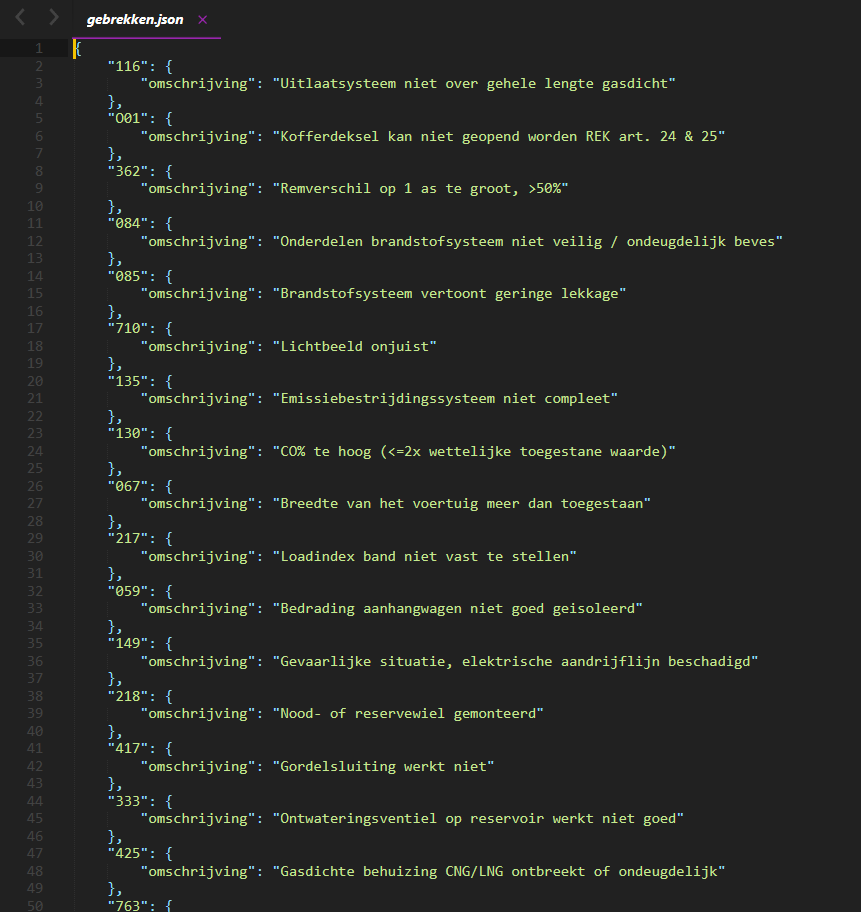 gebrekken.json ×
1 {
2 "116": {
3 "omschrijving": "Uitlaatsysteem niet over gehele lengte gasdicht"
4 },
5 "O01": {
6 "omschrijving": "Kofferdeksel kan niet geopend worden REK art. 24 & 25"
7 },
8 "362": {
9 "omschrijving": "Remverschil op 1 as te groot, >50%"
10 },
11 "084": {
12 "omschrijving": "Onderdelen brandstofsysteem niet veilig / ondeugdelijk beves"
13 },
14 "085": {
15 "omschrijving": "Brandstofsysteem vertoont geringe lekkage"
16 },
17 "710": {
18 "omschrijving": "Lichtbeeld onjuist"
19 },
20 "135": {
21 "omschrijving": "Emissiebestrijdingssysteem niet compleet"
22 },
23 "130": {
24 "omschrijving": "CO% te hoog (<=2x wettelijke toegestane waarde)"
25 },
26 "067": {
27 "omschrijving": "Breedte van het voertuig meer dan toegestaan"
28 },
29 "217": {
30 "omschrijving": "Loadindex band niet vast te stellen"
31 },
32 "059": {
33 "omschrijving": "Bedrading aanhangwagen niet goed geisoleerd"
34 },
35 "149": {
36 "omschrijving": "Gevaarlijke situatie, elektrische aandrijflijn beschadigd"
37 },
38 "218": {
39 "omschrijving": "Nood- of reservewiel gemonteerd"
40 },
41 "417": {
42 "omschrijving": "Gordelsluiting werkt niet"
43 },
44 "333": {
45 "omschrijving": "Ontwateringsventiel op reservoir werkt niet goed"
46 },
47 "425": {
48 "omschrijving": "Gasdichte behuizing CNG/LNG ontbreekt of ondeugdelijk"
49 },
50 "763": {